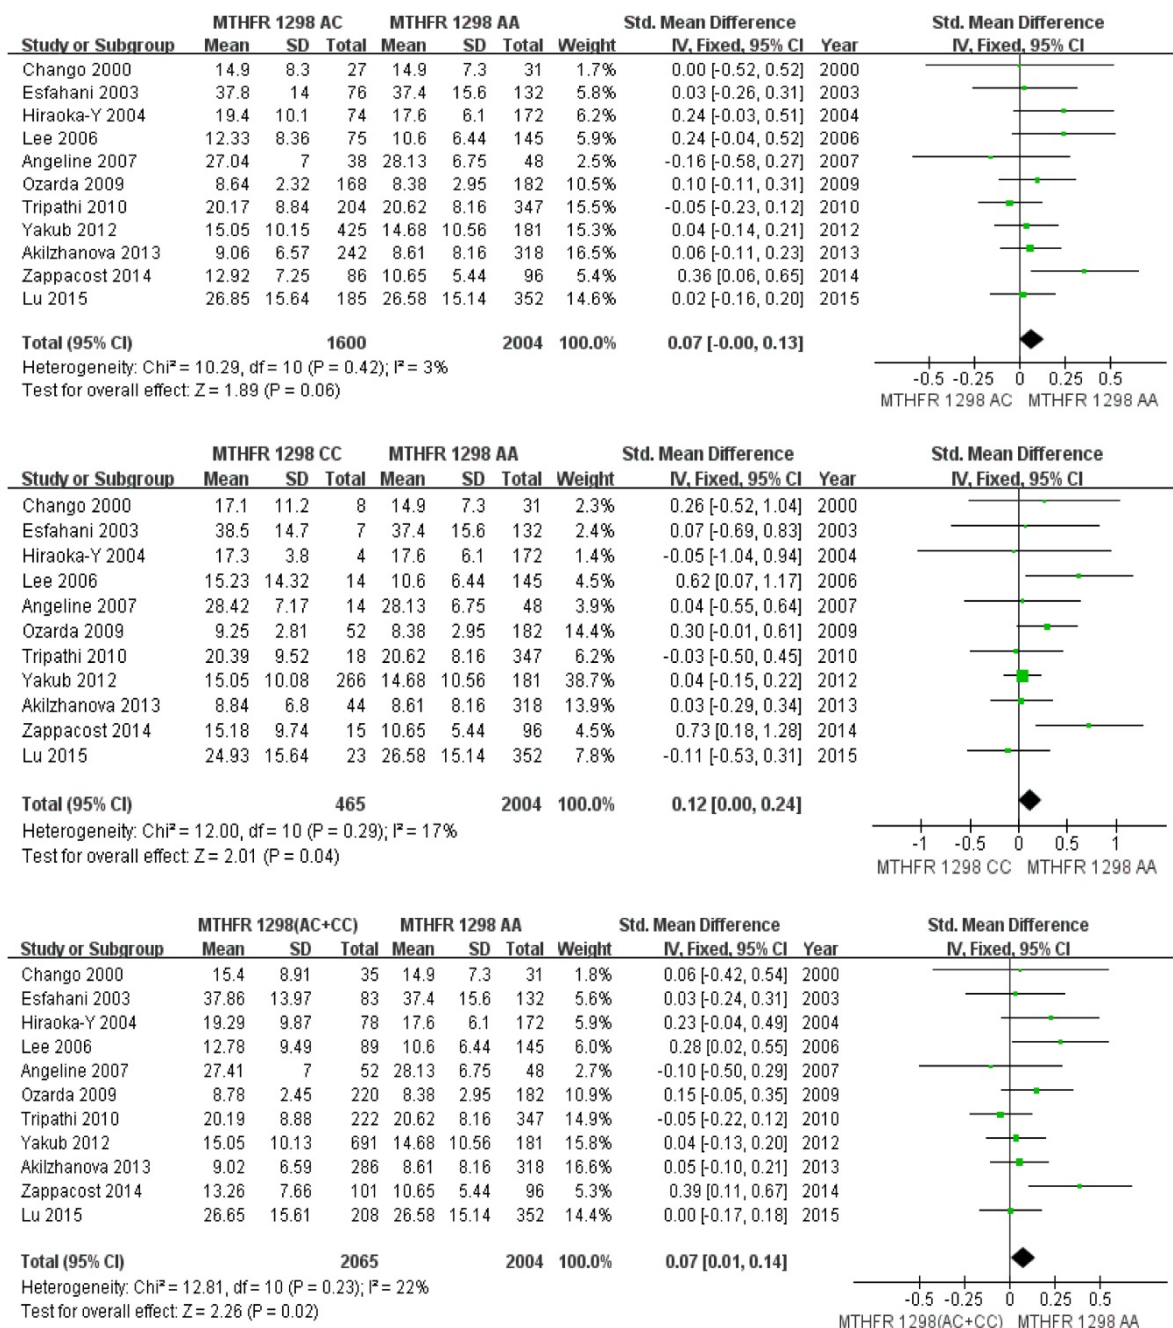 MTHFR 1298 AC MTHFR 1298 AA Std. Mean Difference Std. Mean Difference
Study or Subgroup Mean SD Total Mean SD Total Weight IV, Fixed, 95% CI Year IV, Fixed, 95% CI
Chango 2000 14.9 8.3 27 14.9 7.3 31 1.7% 0.00 [-0.52, 0.52] 2000
Esfahani 2003 37.8 14 76 37.4 15.6 132 5.8% 0.03 [-0.26, 0.31] 2003
Hiraoka-Y 2004 19.4 10.1 74 17.6 6.1 172 6.2% 0.24 [-0.03, 0.51] 2004
Lee 2006 12.33 8.36 75 10.6 6.44 145 5.9% 0.24 [-0.04, 0.52] 2006
Angeline 2007 27.04 7 38 28.13 6.75 48 2.5% -0.16 [-0.58, 0.27] 2007
Ozarda 2009 8.64 2.32 168 8.38 2.95 182 10.5% 0.10 [-0.11, 0.31] 2009
Tripathi 2010 20.17 8.84 204 20.62 8.16 347 15.5% -0.05 [-0.23, 0.12] 2010
Yakub 2012 15.05 10.15 425 14.68 10.56 181 15.3% 0.04 [-0.14, 0.21] 2012
Akilzhanova 2013 9.06 6.57 242 8.61 8.16 318 16.5% 0.06 [-0.11, 0.23] 2013
Zappacost 2014 12.92 7.25 86 10.65 5.44 96 5.4% 0.36 [0.06, 0.65] 2014
Lu 2015 26.85 15.64 185 26.58 15.14 352 14.6% 0.02 [-0.16, 0.20] 2015
Total (95% CI) 1600 2004 100.0% 0.07 [-0.00, 0.13]
Heterogeneity: Chi² = 10.29, df = 10 (P = 0.42); I² = 3%
Test for overall effect: Z = 1.89 (P = 0.06)
-0.5 -0.25 0 0.25 0.5
MTHFR 1298 AC MTHFR 1298 AA
MTHFR 1298 CC MTHFR 1298 AA Std. Mean Difference Std. Mean Difference
Study or Subgroup Mean SD Total Mean SD Total Weight IV, Fixed, 95% CI Year IV, Fixed, 95% CI
Chango 2000 17.1 11.2 8 14.9 7.3 31 2.3% 0.26 [-0.52, 1.04] 2000
Esfahani 2003 38.5 14.7 7 37.4 15.6 132 2.4% 0.07 [-0.69, 0.83] 2003
Hiraoka-Y 2004 17.3 3.8 4 17.6 6.1 172 1.4% -0.05 [-1.04, 0.94] 2004
Lee 2006 15.23 14.32 14 10.6 6.44 145 4.5% 0.62 [0.07, 1.17] 2006
Angeline 2007 28.42 7.17 14 28.13 6.75 48 3.9% 0.04 [-0.55, 0.64] 2007
Ozarda 2009 9.25 2.81 52 8.38 2.95 182 14.4% 0.30 [-0.01, 0.61] 2009
Tripathi 2010 20.39 9.52 18 20.62 8.16 347 6.2% -0.03 [-0.50, 0.45] 2010
Yakub 2012 15.05 10.08 266 14.68 10.56 181 38.7% 0.04 [-0.15, 0.22] 2012
Akilzhanova 2013 8.84 6.8 44 8.61 8.16 318 13.9% 0.03 [-0.29, 0.34] 2013
Zappacost 2014 15.18 9.74 15 10.65 5.44 96 4.5% 0.73 [0.18, 1.28] 2014
Lu 2015 24.93 15.64 23 26.58 15.14 352 7.8% -0.11 [-0.53, 0.31] 2015
Total (95% CI) 465 2004 100.0% 0.12 [0.00, 0.24]
Heterogeneity: Chi² = 12.00, df = 10 (P = 0.29); I² = 17%
Test for overall effect: Z = 2.01 (P = 0.04)
-1 -0.5 0 0.5 1
MTHFR 1298 CC MTHFR 1298 AA
MTHFR 1298(AC+CC) MTHFR 1298 AA Std. Mean Difference Std. Mean Difference
Study or Subgroup Mean SD Total Mean SD Total Weight IV, Fixed, 95% CI Year IV, Fixed, 95% CI
Chango 2000 15.4 8.91 35 14.9 7.3 31 1.8% 0.06 [-0.42, 0.54] 2000
Esfahani 2003 37.86 13.97 83 37.4 15.6 132 5.6% 0.03 [-0.24, 0.31] 2003
Hiraoka-Y 2004 19.29 9.87 78 17.6 6.1 172 5.9% 0.23 [-0.04, 0.49] 2004
Lee 2006 12.78 9.49 89 10.6 6.44 145 6.0% 0.28 [0.02, 0.55] 2006
Angeline 2007 27.41 7 52 28.13 6.75 48 2.7% -0.10 [-0.50, 0.29] 2007
Ozarda 2009 8.78 2.45 220 8.38 2.95 182 10.9% 0.15 [-0.05, 0.35] 2009
Tripathi 2010 20.19 8.88 222 20.62 8.16 347 15.0% -0.05 [-0.22, 0.12] 2010
Yakub 2012 15.05 10.13 691 14.68 10.56 181 15.8% 0.04 [-0.13, 0.20] 2012
Akilzhanova 2013 9.02 6.59 286 8.61 8.16 318 16.6% 0.05 [-0.10, 0.21] 2013
Zappacost 2014 13.26 7.66 101 10.65 5.44 96 5.3% 0.39 [0.11, 0.67] 2014
Lu 2015 26.65 15.61 208 26.58 15.14 352 14.4% 0.00 [-0.17, 0.18] 2015
Total (95% CI) 2065 2004 100.0% 0.07 [0.01, 0.14]
Heterogeneity: Chi² = 12.81, df = 10 (P = 0.23); I² = 22%
Test for overall effect: Z = 2.26 (P = 0.02)
-0.5 -0.25 0 0.25 0.5
MTHFR 1298(AC+CC) MTHFR 1298 AA